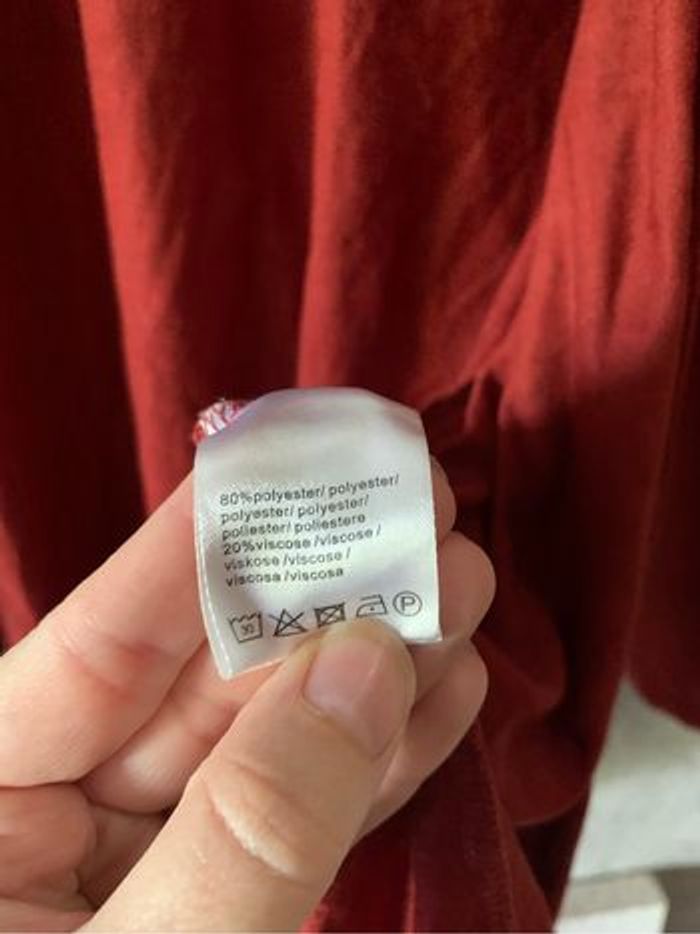 80%polyester/ polyester/
polyester/ polyester/
poliester/ poliestere
20%viscose /viscose /
viskose /viscose /
viscosa /viscosa
30
P